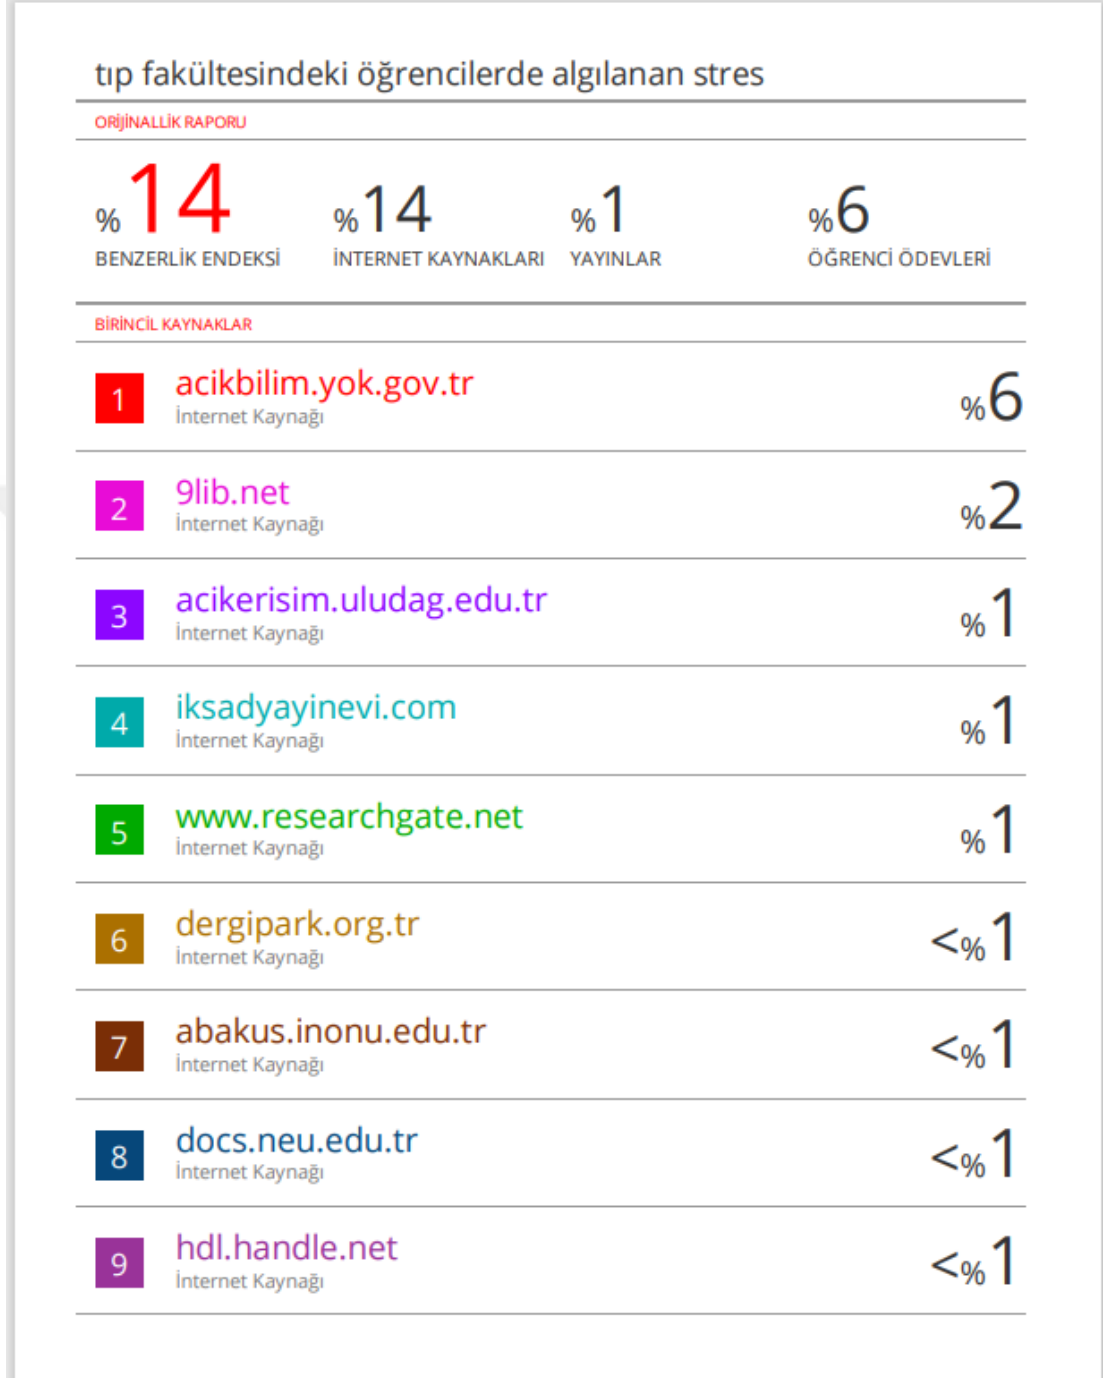 tıp fakültesindeki öğrencilerde algılanan stres
ORİJİNALLİK RAPORU
%14 %14 %1 %6
BENZERLİK ENDEKSİ İNTERNET KAYNAKLARI YAYINLAR ÖĞRENCİ ÖDEVLERİ
BİRİNCİL KAYNAKLAR
1 acikbilim.yok.gov.tr %6
İnternet Kaynağı
2 9lib.net %2
İnternet Kaynağı
3 acikerisim.uludag.edu.tr %1
İnternet Kaynağı
4 iksadyayinevi.com %1
İnternet Kaynağı
5 www.researchgate.net %1
İnternet Kaynağı
6 dergipark.org.tr <%1
İnternet Kaynağı
7 abakus.inonu.edu.tr <%1
İnternet Kaynağı
8 docs.neu.edu.tr <%1
İnternet Kaynağı
9 hdl.handle.net <%1
İnternet Kaynağı